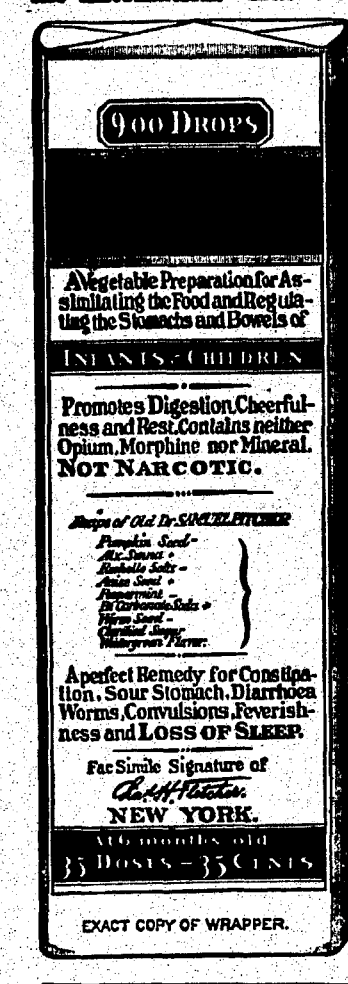 900 DROPS
A Vegetable Preparation for As-
similating the Food and Regula-
ting the Stomachs and Bowels of
INFANTS - CHILDREN
Promotes Digestion, Cheerful-
ness and Rest. Contains neither
Opium, Morphine nor Mineral.
NOT NARCOTIC.
Recipe of Old Dr SAMUEL PITCHER
Pumpkin Seed -
Alx. Senna +
Rochelle Salts -
Anise Seed +
Peppermint -
Bi Carbonate Soda +
Worm Seed -
Clarified Sugar
Wintergreen Flavor.
A perfect Remedy for Constipa-
tion, Sour Stomach, Diarrhoea
Worms, Convulsions, Feverish-
ness and LOSS OF SLEEP.
Fac Simile Signature of
Chas. H. Fletcher.
NEW YORK.
At 6 months old
35 DOSES - 35 CENTS
EXACT COPY OF WRAPPER.